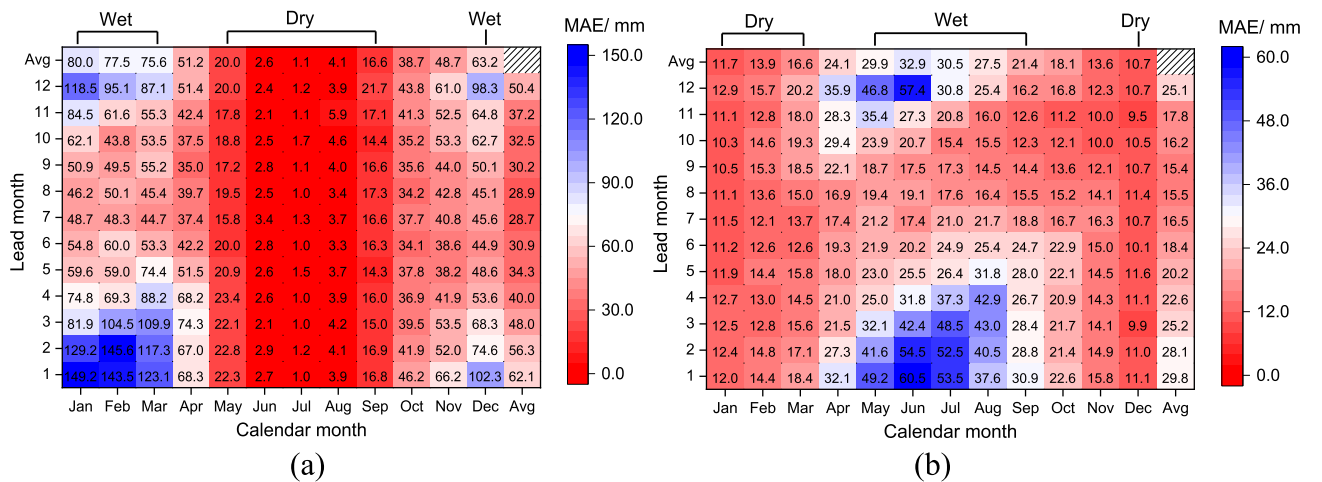 Wet Dry Wet MAE/ mm
Avg 80.0 77.5 75.6 51.2 20.0 2.6 1.1 4.1 16.6 38.7 48.7 63.2
12 118.5 95.1 87.1 51.4 20.0 2.4 1.2 3.9 21.7 43.8 61.0 98.3 50.4
11 84.5 61.6 55.3 42.4 17.8 2.1 1.1 5.9 17.1 41.3 52.5 64.8 37.2
10 62.1 43.8 53.5 37.5 18.8 2.5 1.7 4.6 14.4 35.2 53.3 62.7 32.5
9 50.9 49.5 55.2 35.0 17.2 2.8 1.1 4.0 17.3 35.6 44.0 50.1 30.2
8 46.2 50.1 45.4 39.7 19.5 2.5 1.0 3.4 17.3 34.2 42.8 45.1 28.9
7 48.7 48.3 44.7 37.4 15.8 3.4 1.3 3.7 16.6 37.7 40.8 45.6 28.7
6 54.8 60.0 53.3 42.2 20.0 2.8 1.0 3.3 16.3 34.1 38.6 44.9 30.9
5 59.6 59.0 74.4 51.5 20.9 2.6 1.5 3.7 14.3 37.8 38.2 48.6 34.3
4 74.8 69.3 88.2 68.2 23.4 2.6 1.0 3.9 16.0 36.9 41.9 53.6 40.0
3 81.9 104.5 109.9 74.3 22.1 2.1 1.0 4.2 15.0 39.5 53.5 68.3 48.0
2 129.2 145.6 117.3 67.0 22.8 2.9 1.2 4.1 16.9 41.9 52.0 74.6 56.3
1 149.2 143.5 123.1 68.3 22.3 2.7 1.0 3.9 16.8 46.2 66.2 102.3 62.1
Jan Feb Mar Apr May Jun Jul Aug Sep Oct Nov Dec Avg
Calendar month
Lead month
150.0
120.0
90.0
60.0
30.0
0.0
(a)
Dry Wet Dry MAE/ mm
Avg 11.7 13.9 16.6 24.1 29.9 32.9 30.5 27.5 21.4 18.1 13.6 10.7
12 12.9 15.7 20.2 35.9 46.8 57.4 30.8 25.4 16.2 16.8 12.3 10.7 25.1
11 11.1 12.8 18.0 28.3 35.4 27.3 20.8 16.0 12.6 11.2 10.0 9.5 17.8
10 10.3 14.6 19.3 29.4 23.9 20.7 15.4 15.5 12.3 12.1 10.0 10.5 16.2
9 10.5 15.3 18.5 22.1 18.7 17.5 17.3 14.5 14.4 13.6 12.1 10.7 15.4
8 11.1 13.6 15.0 16.9 19.4 19.1 17.6 16.4 15.5 15.2 14.1 11.4 15.5
7 11.5 12.1 13.7 17.4 21.2 17.4 21.0 21.7 18.8 16.7 16.3 10.7 16.5
6 11.2 12.6 12.6 19.3 21.9 20.2 24.9 25.4 24.7 22.9 15.0 10.1 18.4
5 11.9 14.4 15.8 18.0 23.0 25.5 26.4 31.8 28.0 22.1 14.5 11.6 20.2
4 12.7 13.0 14.5 21.0 25.0 31.8 37.3 42.9 26.7 20.9 14.3 11.1 22.6
3 12.5 12.8 15.6 21.5 32.1 42.4 48.5 43.0 28.4 21.7 14.1 9.9 25.2
2 12.4 14.8 17.1 27.3 41.6 54.5 52.5 40.5 28.8 21.4 14.9 11.0 28.1
1 12.0 14.4 18.4 32.1 49.2 60.5 53.5 37.6 30.9 22.6 15.8 11.1 29.8
Jan Feb Mar Apr May Jun Jul Aug Sep Oct Nov Dec Avg
Calendar month
Lead month
60.0
48.0
36.0
24.0
12.0
0.0
(b)